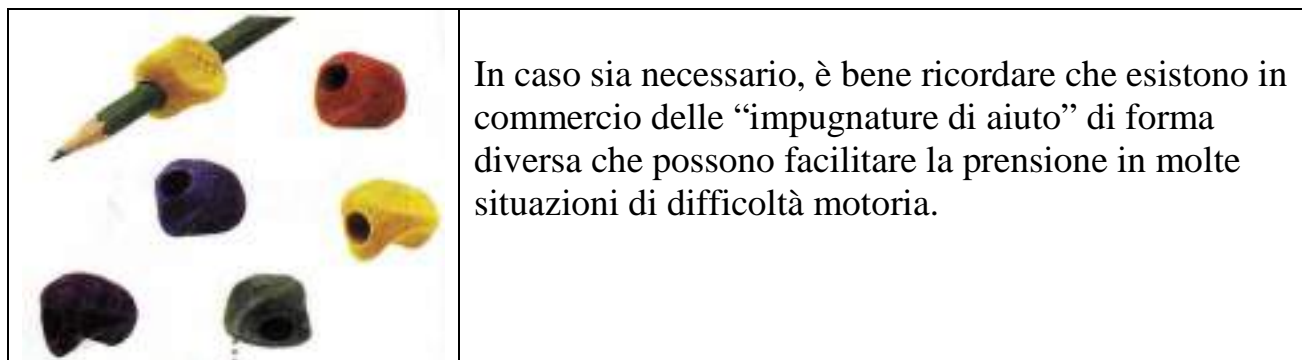 In caso sia necessario, è bene ricordare che esistono in
commercio delle “impugnature di aiuto” di forma
diversa che possono facilitare la prensione in molte
situazioni di difficoltà motoria.